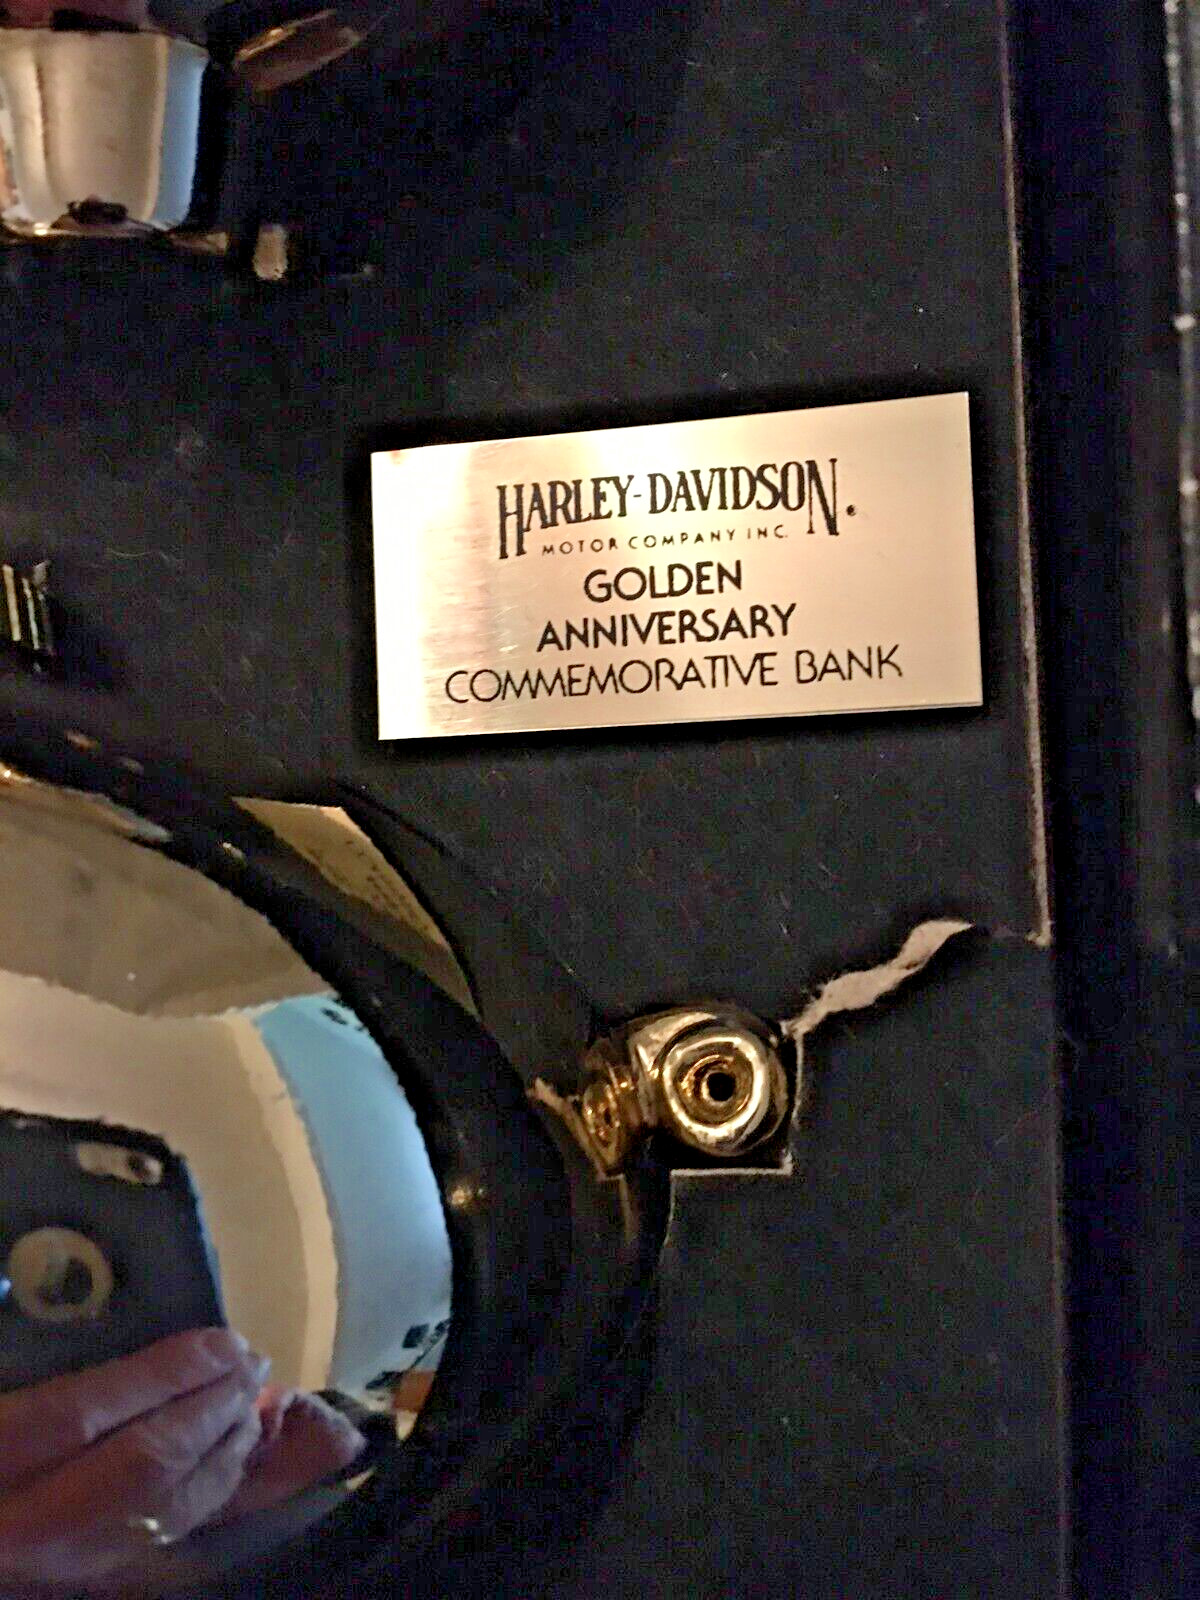 HARLEY-DAVIDSON®
MOTOR COMPANY INC.
GOLDEN
ANNIVERSARY
COMMEMORATIVE BANK